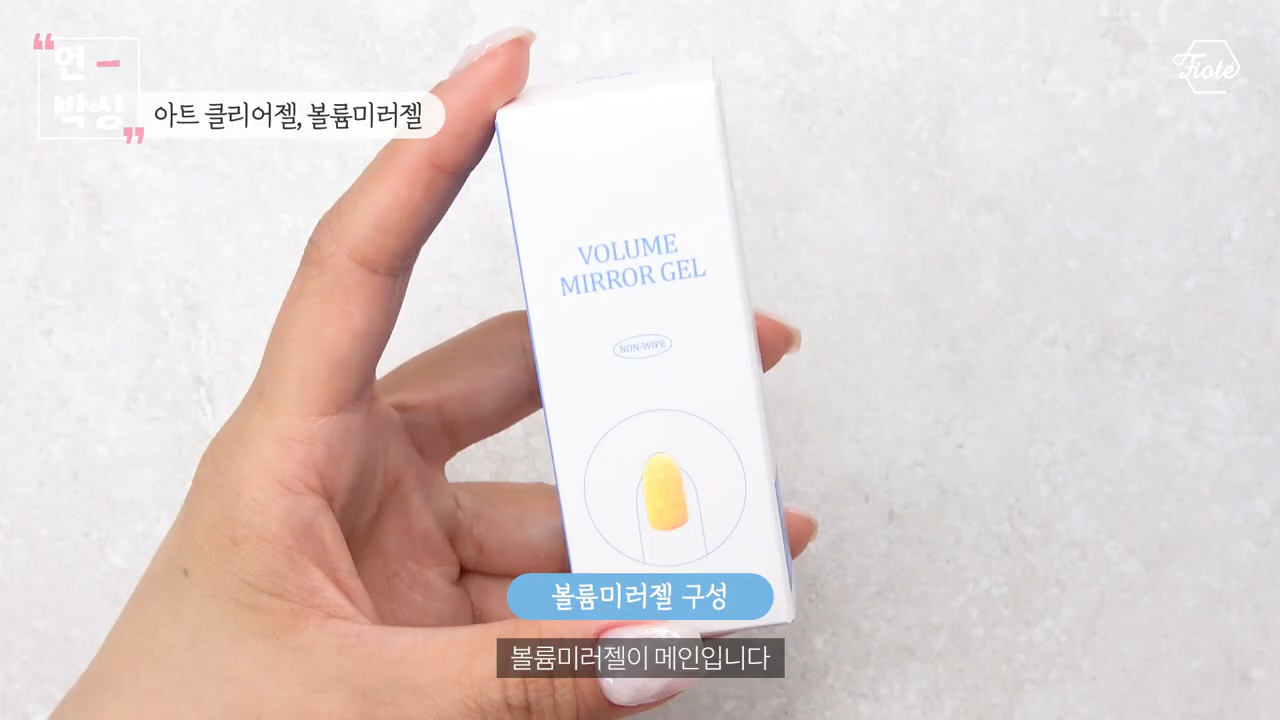 언
박싱
아트 클리어젤, 볼륨미러젤
Fiote
VOLUME
MIRROR GEL
NON-WIPE
볼륨미러젤 구성
볼륨미러젤이 메인입니다